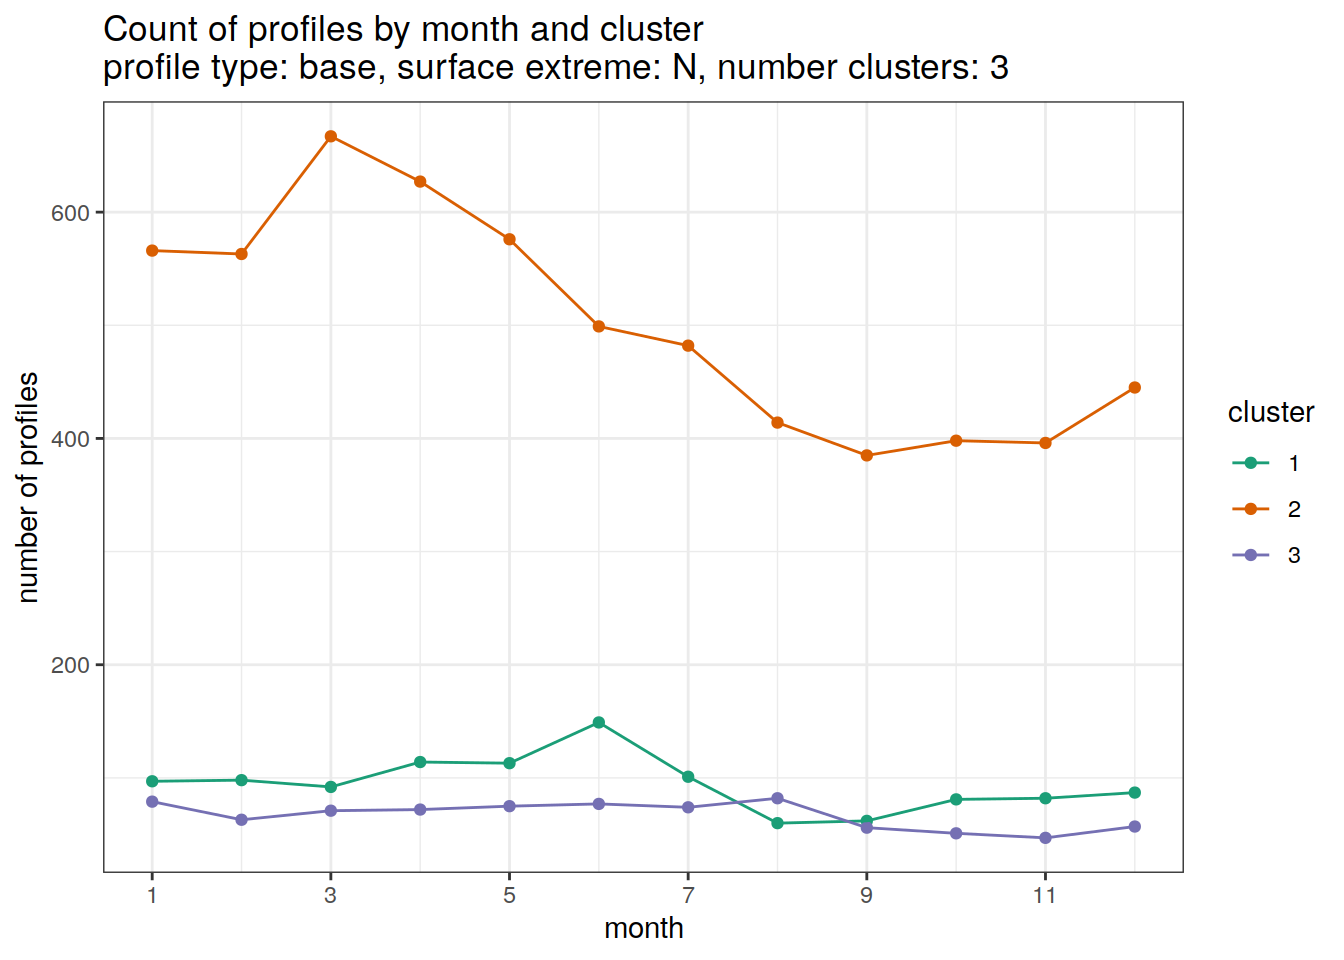 Count of profiles by month and cluster
profile type: base, surface extreme: N, number clusters: 3
number of profiles
600
400
200
1 3 5 7 9 11
month
cluster
1
2
3